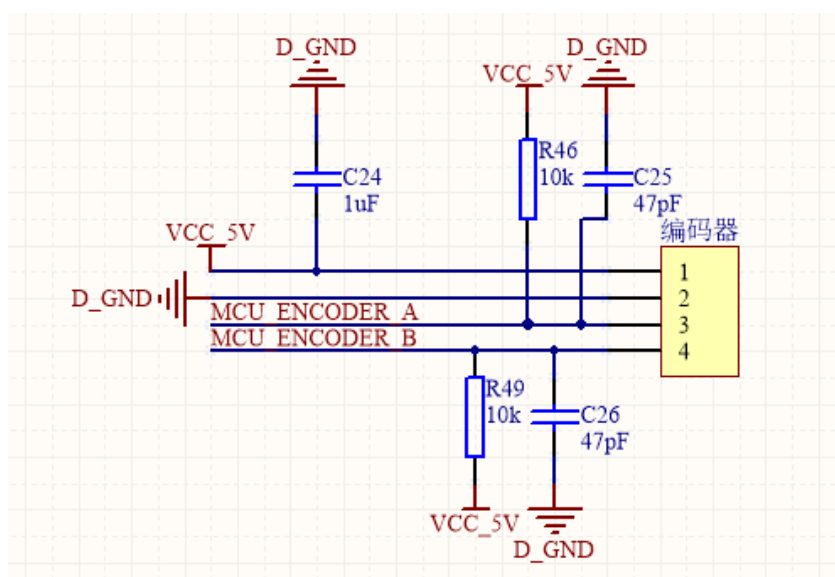 D_GND
D_GND
VCC_5V
R46
10k
C24
1uF
C25
47pF
VCC_5V
编码器
1
D_GND
2
MCU_ENCODER_A
3
MCU_ENCODER_B
4
R49
10k
C26
47pF
VCC_5V
D_GND